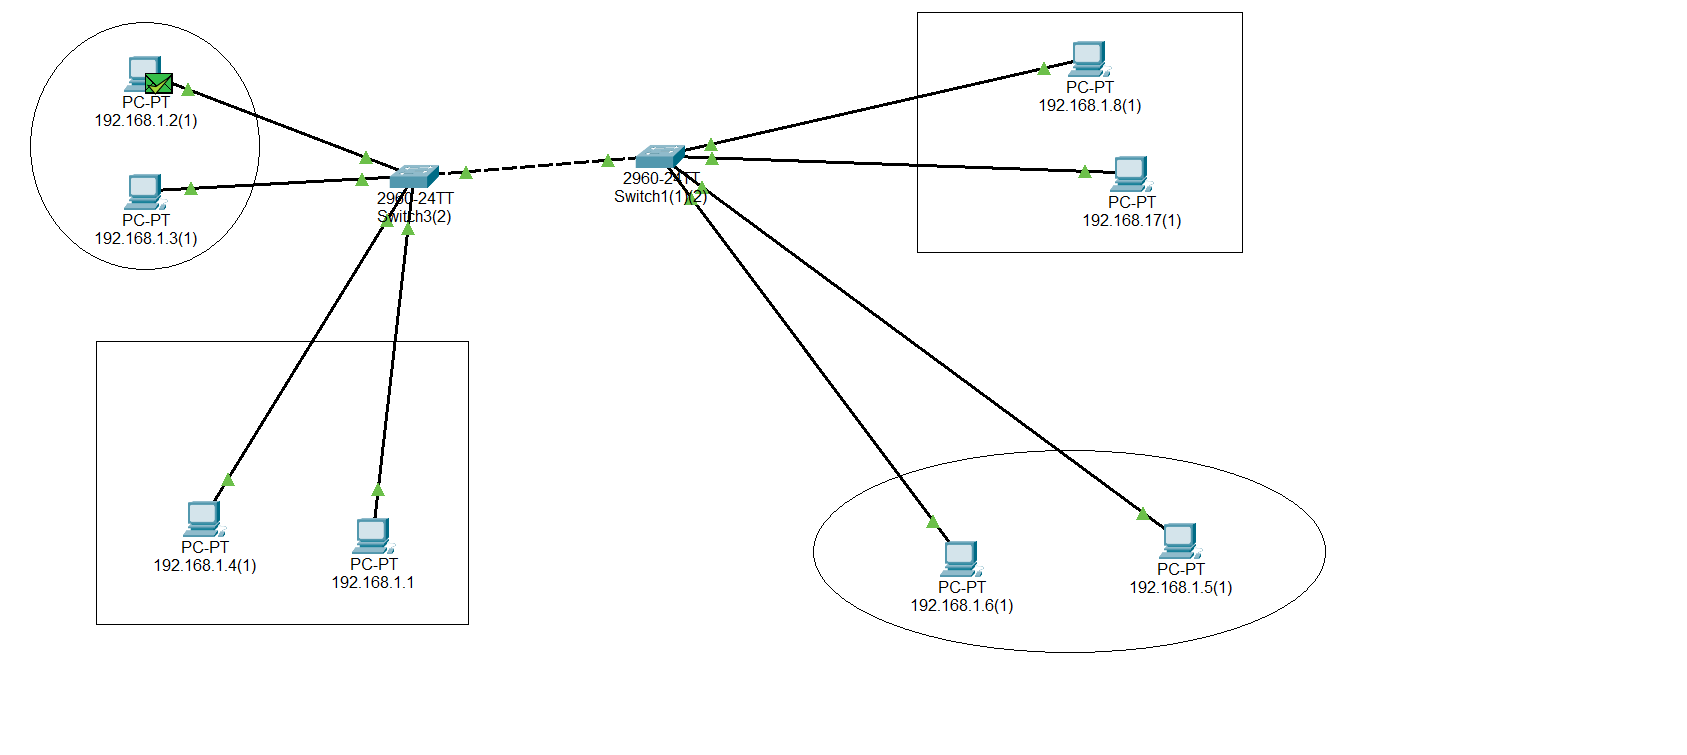 PC-PT
192.168.1.2(1)
PC-PT
192.168.1.3(1)
2960-24TT
Switch3(2)
2960-24TT
Switch1(1)(2)
PC-PT
192.168.1.8(1)
PC-PT
192.168.17(1)
PC-PT
192.168.1.4(1)
PC-PT
192.168.1.1
PC-PT
192.168.1.6(1)
PC-PT
192.168.1.5(1)